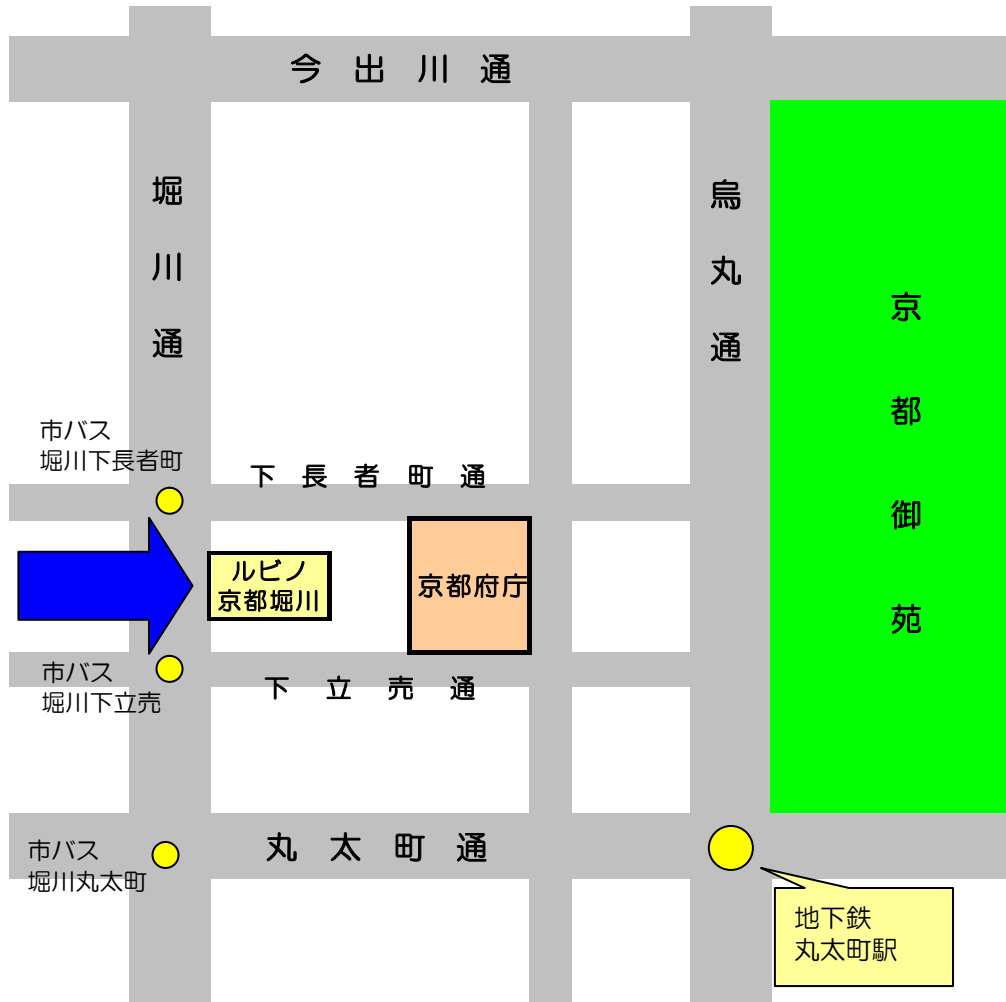 今出川通
堀川通
烏丸通
京都御苑
市バス
堀川下長者町
下長者町通
ルビノ
京都堀川
京都府庁
市バス
堀川下立売
下立売通
市バス
堀川丸太町
丸太町通
地下鉄
丸太町駅